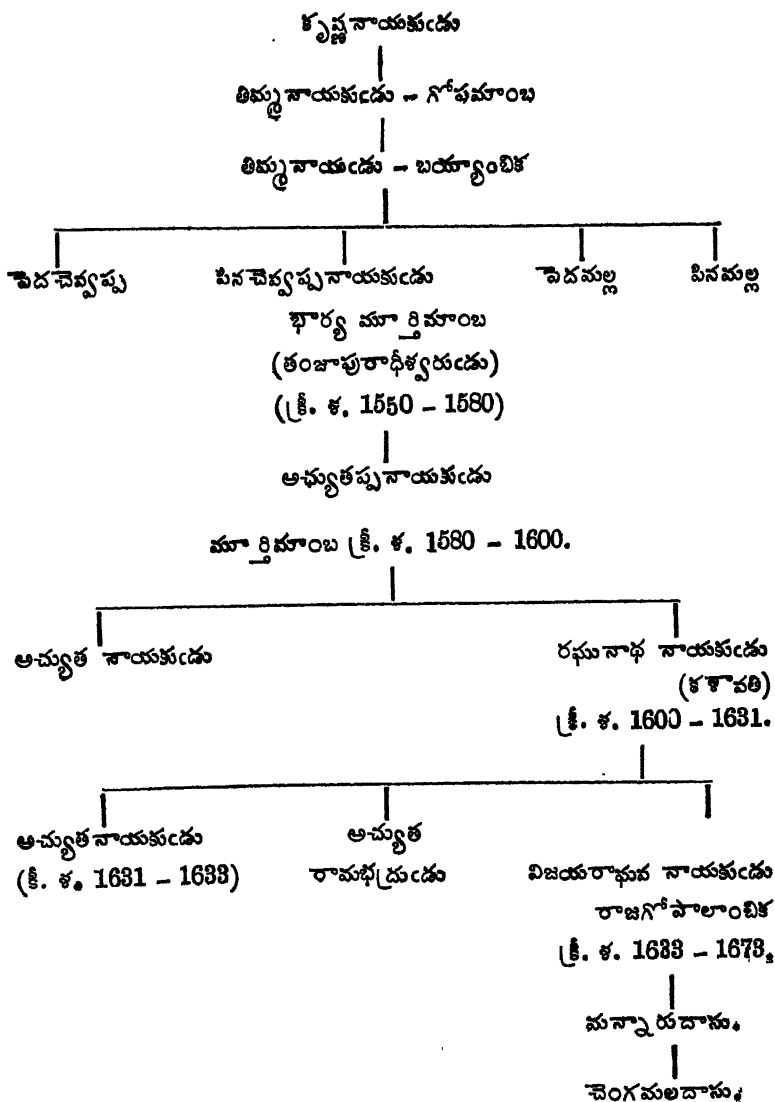 కృష్ణనాయకుఁడు
తిమ్మనాయకుఁడు – గోపమాంబ
తిమ్మనాయఁడు – బయ్యాంబిక
పెదచెవ్వప్ప పినచెవ్వప్పనాయకుఁడు పెదమల్ల పినమల్ల
భార్య మూర్తిమాంబ
(తంజాపురాధీశ్వరుఁడు)
(క్రీ. శ. 1550 – 1580)
అచ్యుతప్పనాయకుఁడు
మూర్తిమాంబ క్రీ. శ. 1580 – 1600.
అచ్యుత నాయకుఁడు రఘునాథ నాయకుఁడు
(కళావతి)
క్రీ. శ. 1600 – 1631.
అచ్యుతనాయకుఁడు అచ్యుత
(క్రీ. శ. 1631 – 1633) రామభద్రుఁడు విజయరాఘవ నాయకుఁడు
రాజగోపాలాంబిక
క్రీ. శ. 1633 – 1673.
మన్నారుదాసు.
చెంగమలదాసు.